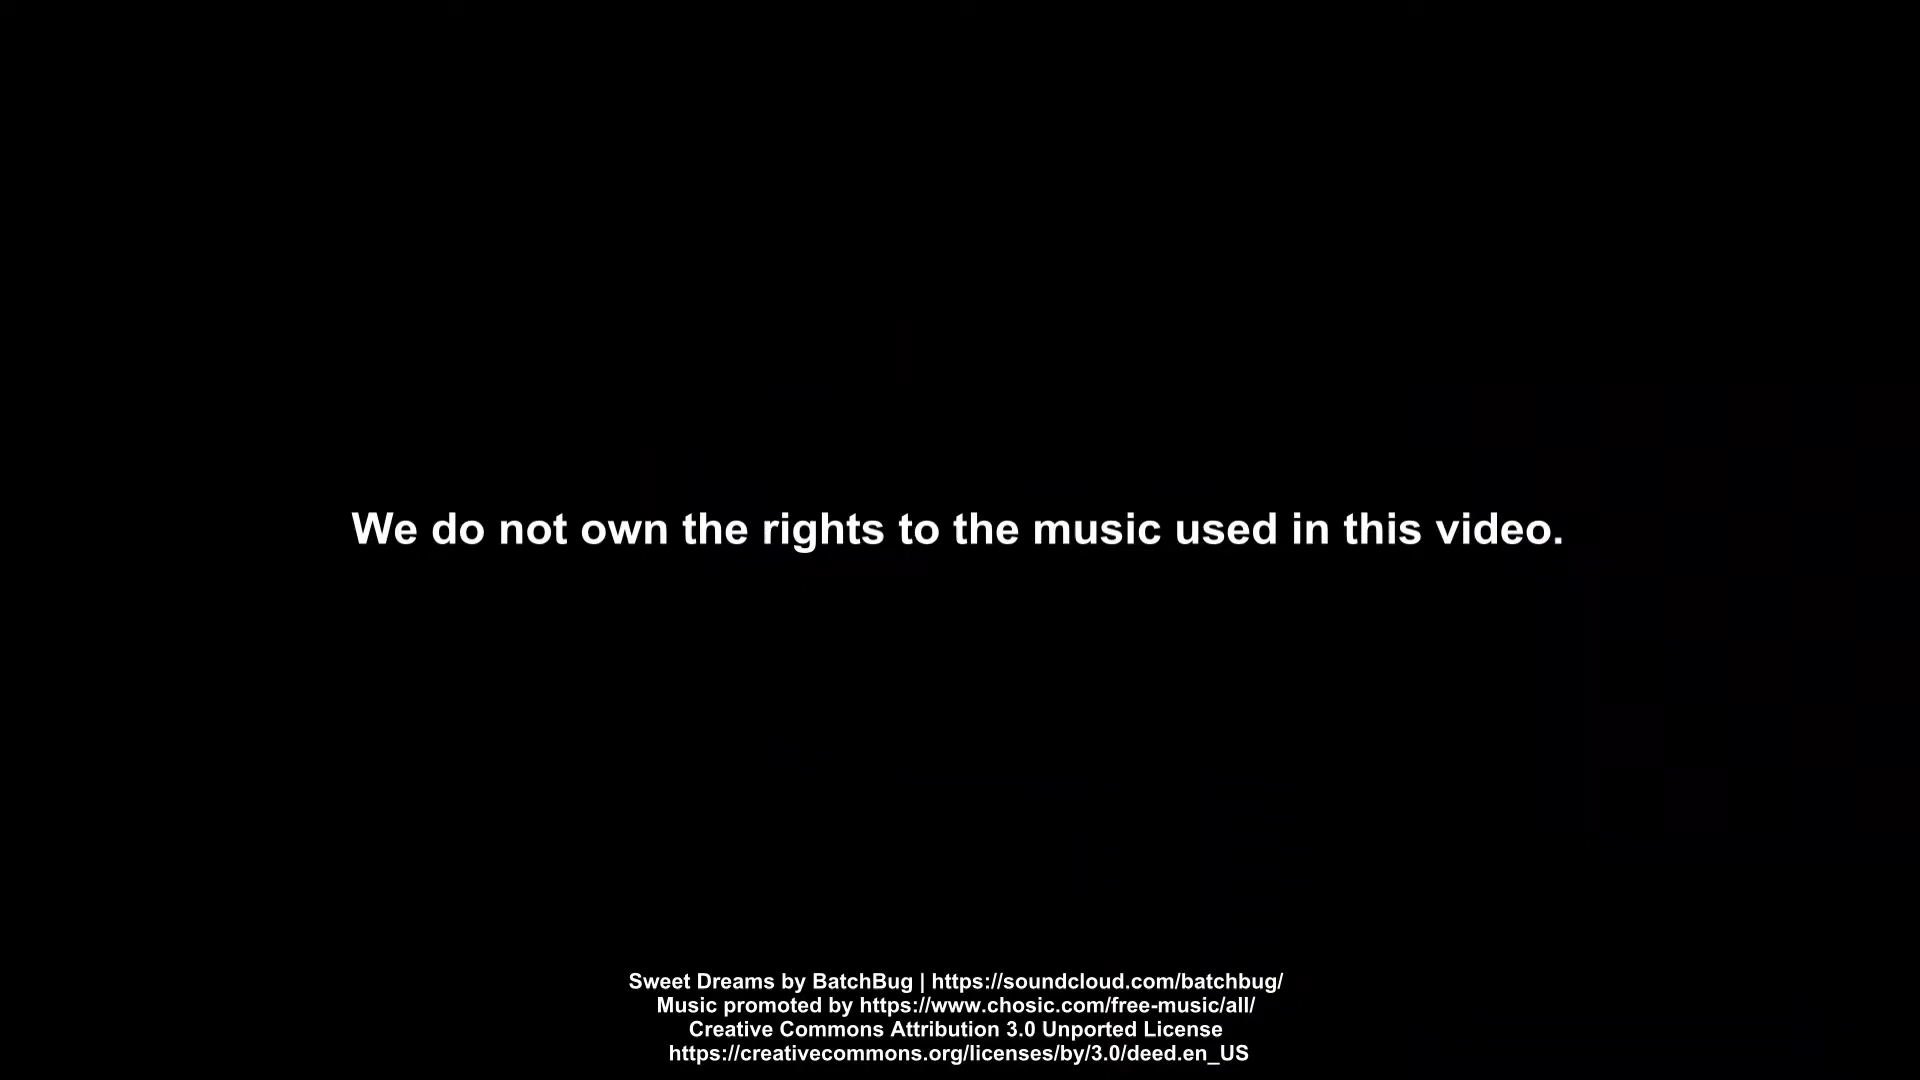 We do not own the rights to the music used in this video.
Sweet Dreams by BatchBug | https://soundcloud.com/batchbug/
Music promoted by https://www.chosic.com/free-music/all/
Creative Commons Attribution 3.0 Unported License
https://creativecommons.org/licenses/by/3.0/deed.en_US